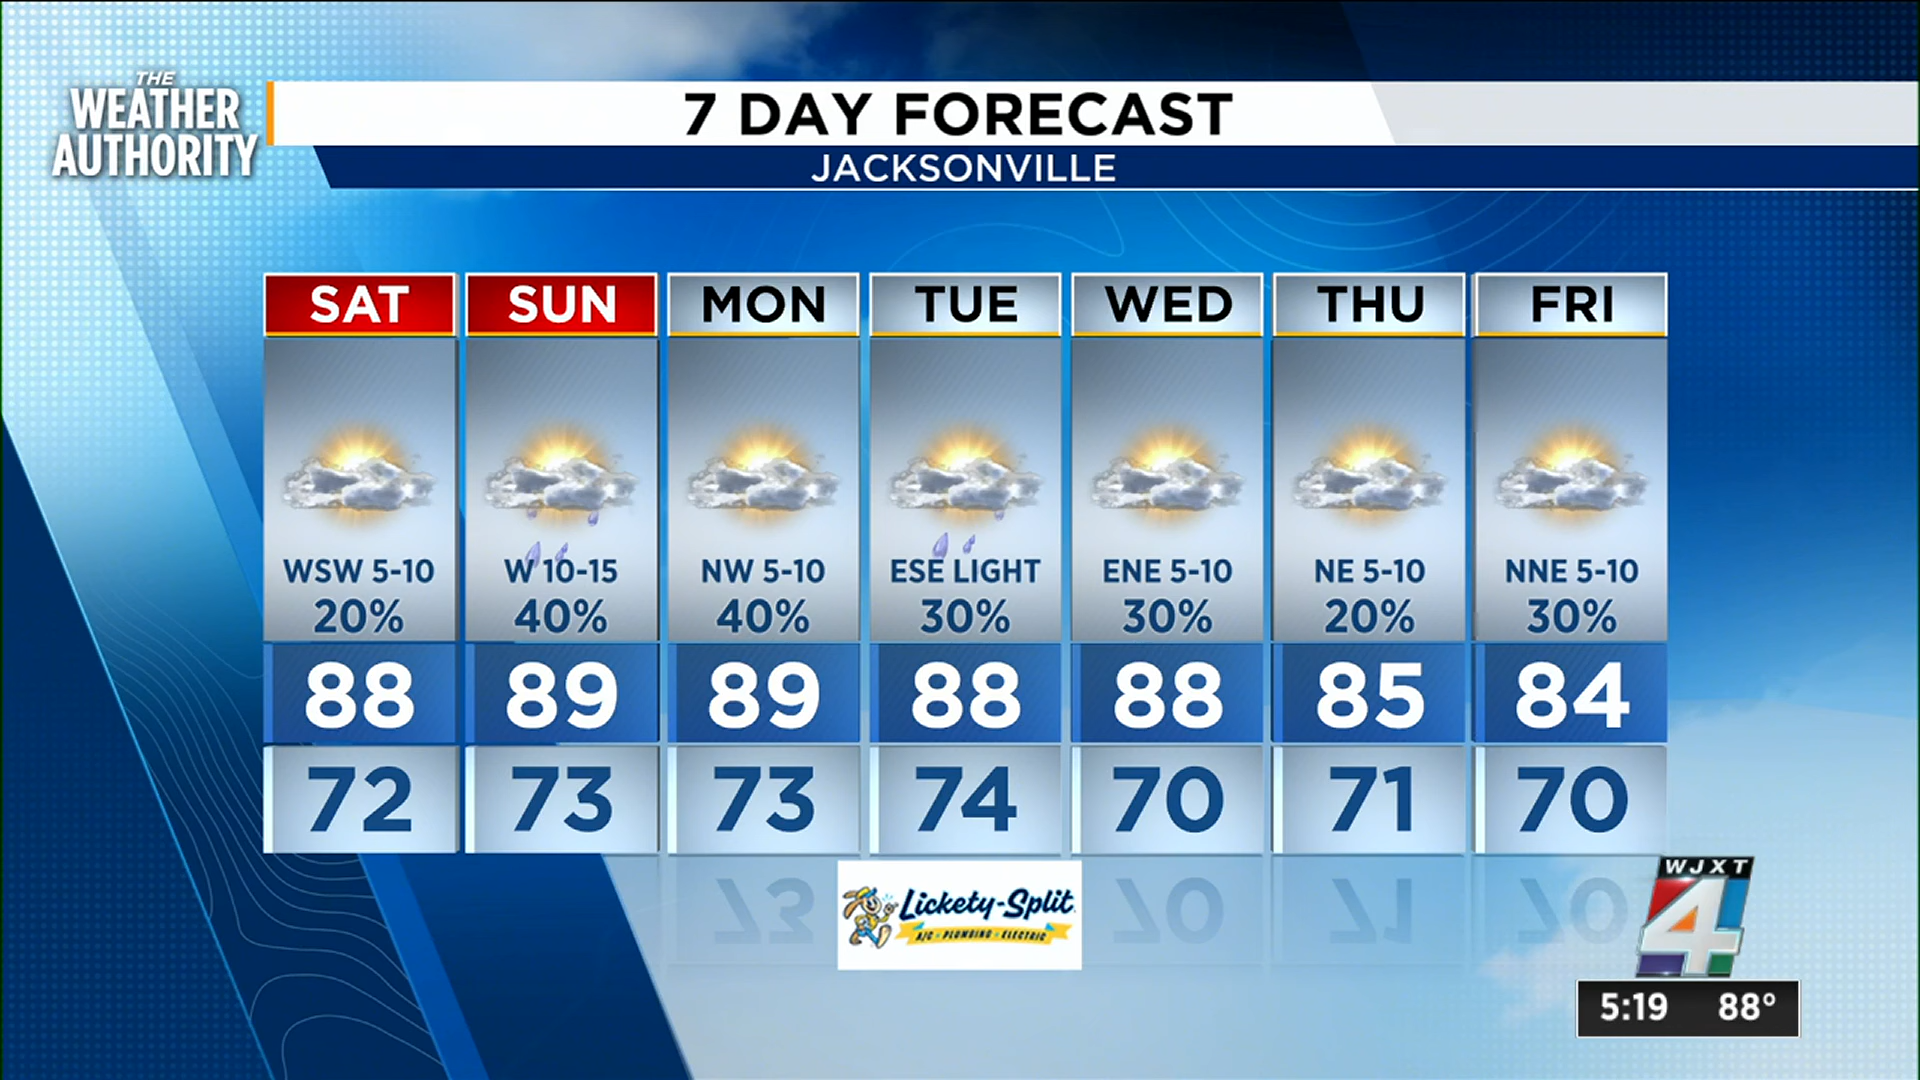 THE
WEATHER
AUTHORITY
7 DAY FORECAST
JACKSONVILLE
SAT SUN MON TUE WED THU FRI
WSW 5-10 W 10-15 NW 5-10 ESE LIGHT ENE 5-10 NE 5-10 NNE 5-10
20% 40% 40% 30% 30% 20% 30%
88 89 89 88 88 85 84
72 73 73 74 70 71 70
Lickety-Split
A/C - PLUMBING - ELECTRIC
WJXT
4
5:19 88°